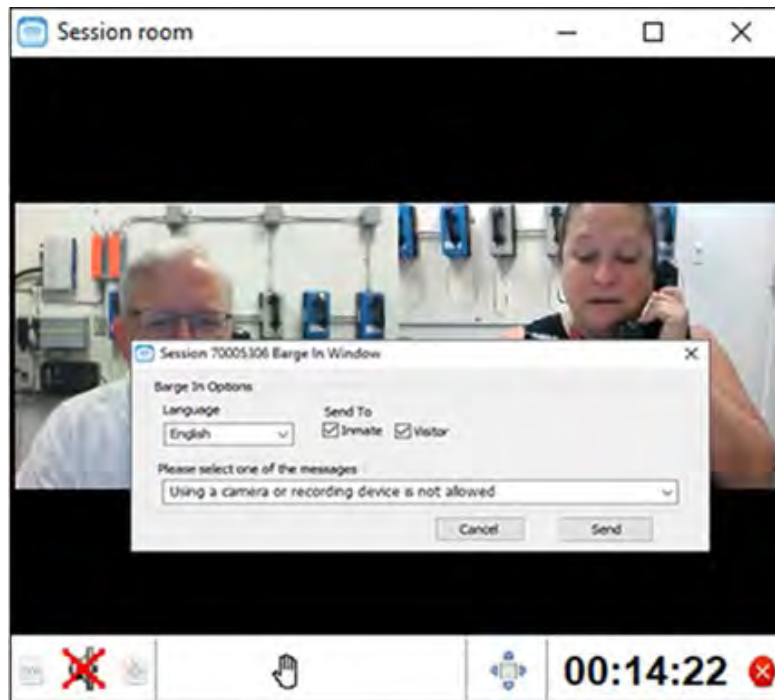 Session room
Session 70005306 Barge In Window
Barge In Options
Language
Send To
English
Inmate
Visitor
Please select one of the messages
Using a camera or recording device is not allowed
Cancel
Send
00:14:22